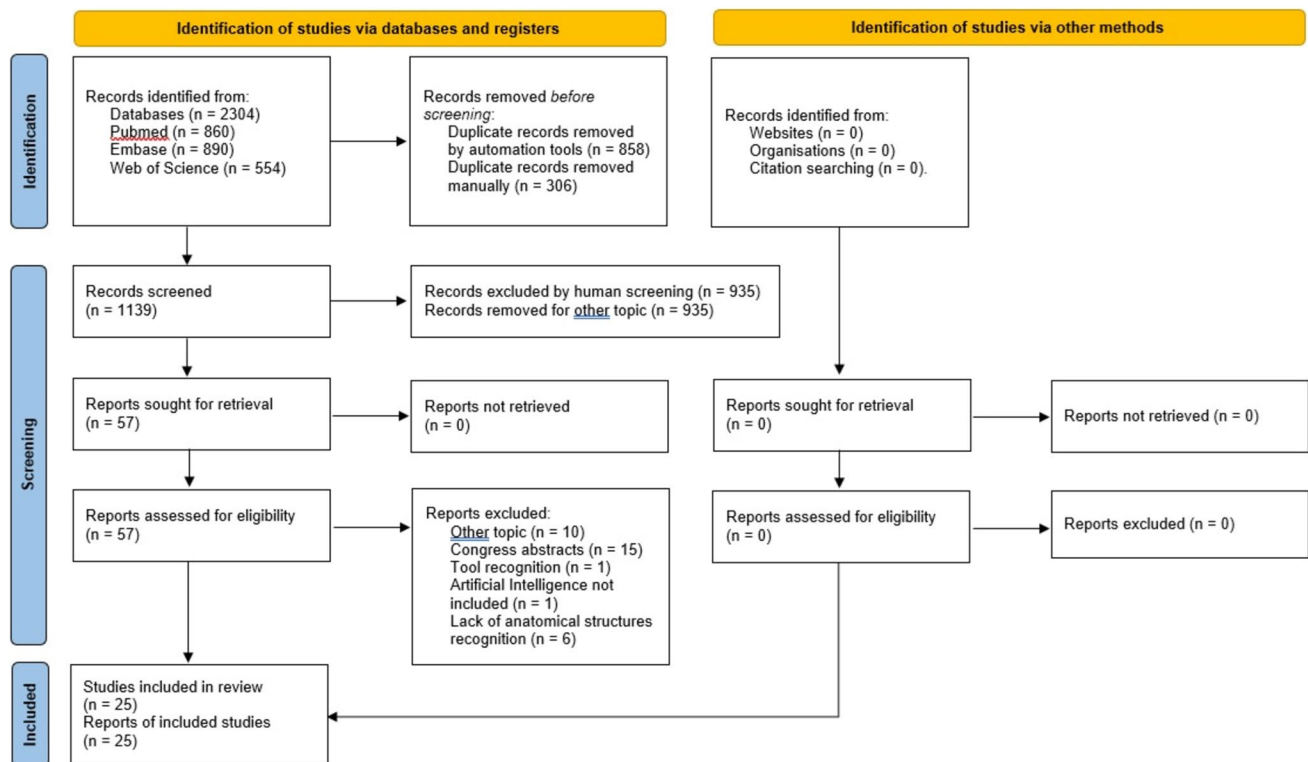 Identification of studies via databases and registers
Identification of studies via other methods
Identification
Records identified from:
Databases (n = 2304)
Pubmed (n = 860)
Embase (n = 890)
Web of Science (n = 554)
Records removed before
screening:
Duplicate records removed
by automation tools (n = 858)
Duplicate records removed
manually (n = 306)
Records identified from:
Websites (n = 0)
Organisations (n = 0)
Citation searching (n = 0).
Screening
Records screened
(n = 1139)
Records excluded by human screening (n = 935)
Records removed for other topic (n = 935)
Reports sought for retrieval
(n = 57)
Reports not retrieved
(n = 0)
Reports sought for retrieval
(n = 0)
Reports not retrieved (n = 0)
Reports assessed for eligibility
(n = 57)
Reports excluded:
Other topic (n = 10)
Congress abstracts (n = 15)
Tool recognition (n = 1)
Artificial Intelligence not
included (n = 1)
Lack of anatomical structures
recognition (n = 6)
Reports assessed for eligibility
(n = 0)
Reports excluded (n = 0)
Included
Studies included in review
(n = 25)
Reports of included studies
(n = 25)